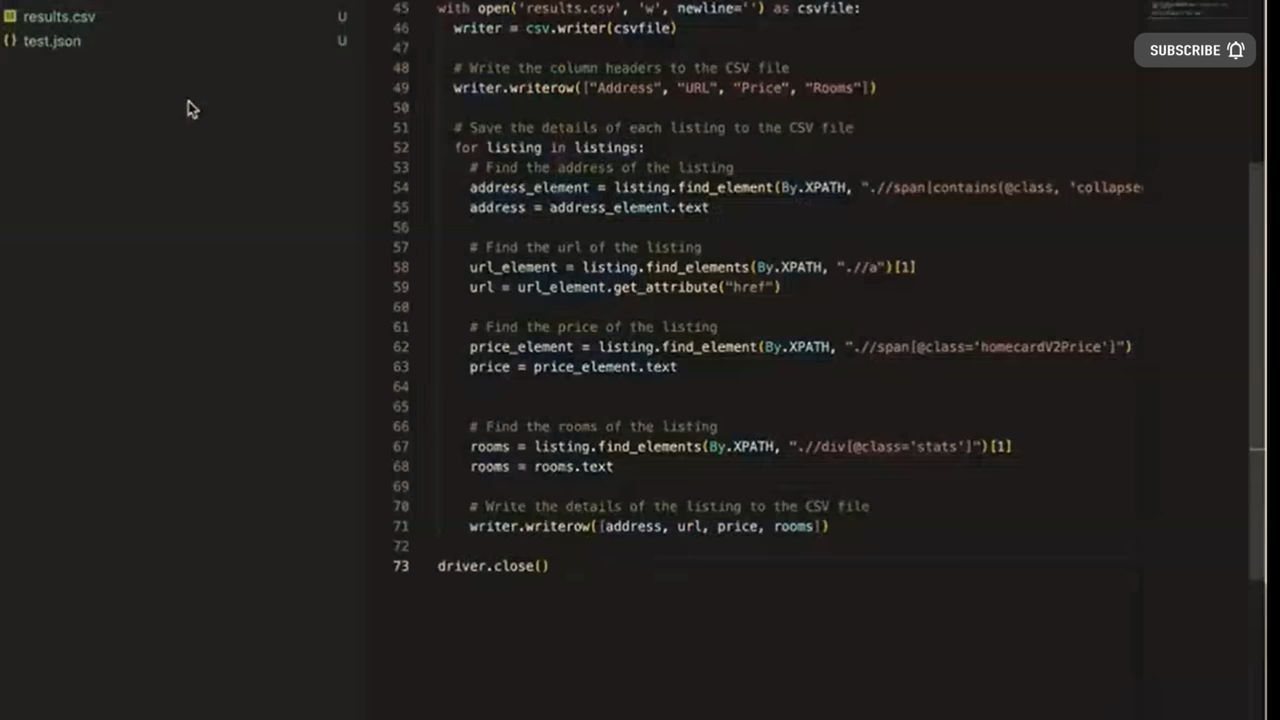 results.csv U
{} test.json U
SUBSCRIBE
45 with open('results.csv', 'w', newline='') as csvfile:
46 writer = csv.writer(csvfile)
47
48 # Write the column headers to the CSV file
49 writer.writerow(["Address", "URL", "Price", "Rooms"])
50
51 # Save the details of each listing to the CSV file
52 for listing in listings:
53 # Find the address of the listing
54 address_element = listing.find_element(By.XPATH, ".//span[contains(@class, 'collapse
55 address = address_element.text
56
57 # Find the url of the listing
58 url_element = listing.find_elements(By.XPATH, ".//a")[1]
59 url = url_element.get_attribute("href")
60
61 # Find the price of the listing
62 price_element = listing.find_element(By.XPATH, ".//span[@class='homecardV2Price']")
63 price = price_element.text
64
65
66 # Find the rooms of the listing
67 rooms = listing.find_elements(By.XPATH, ".//div[@class='stats']")[1]
68 rooms = rooms.text
69
70 # Write the details of the listing to the CSV file
71 writer.writerow([address, url, price, rooms])
72
73 driver.close()